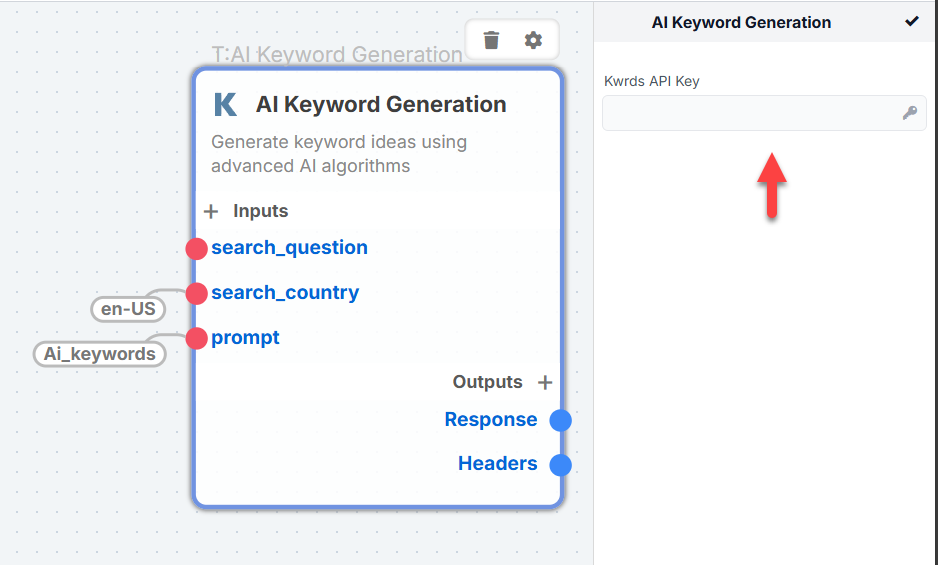 T:AI Keyword Generation
K AI Keyword Generation
Generate keyword ideas using
advanced AI algorithms
+ Inputs
search_question
search_country
en-US
prompt
Ai_keywords
Outputs +
Response
Headers
AI Keyword Generation
Kwrds API Key